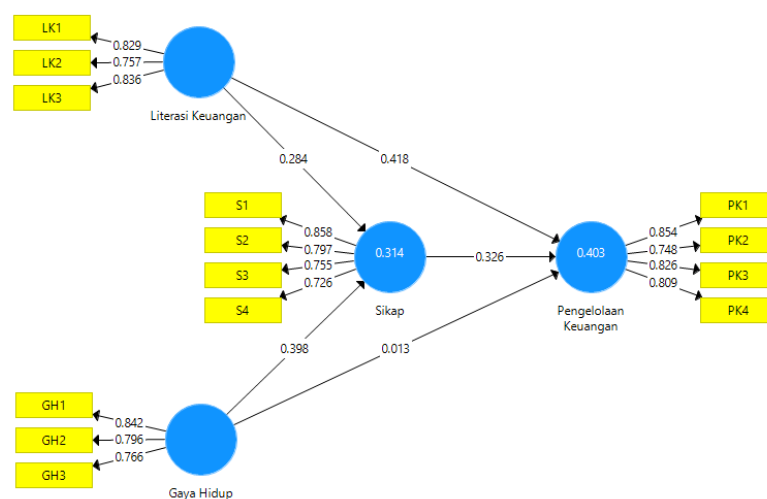 LK1
0.829
LK2
0.757
LK3
0.836
Literasi Keuangan
0.284
0.418
S1
0.858
S2
0.797
S3
0.755
S4
0.726
0.314
Sikap
0.326
0.403
Pengelolaan
Keuangan
PK1
0.854
PK2
0.748
PK3
0.826
PK4
0.809
0.398
0.013
GH1
0.842
GH2
0.796
GH3
0.766
Gaya Hidup